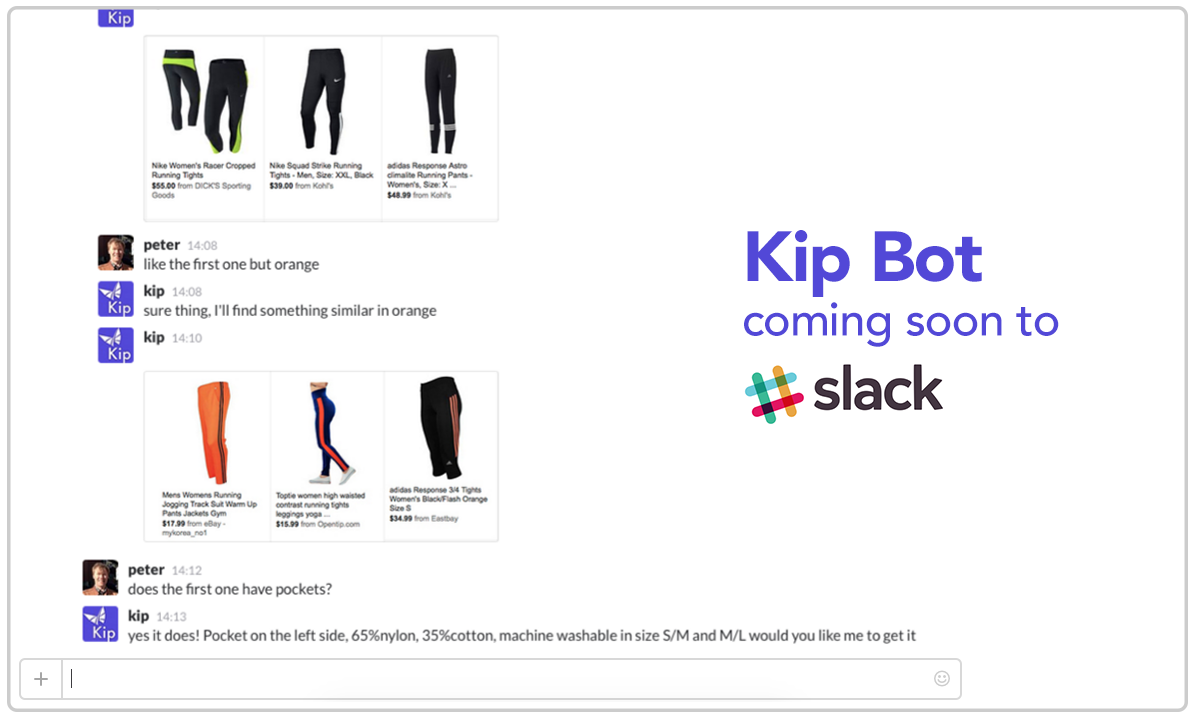 Kip
Nike Women's Racer Cropped
Running Tights
$55.00 from DICK'S Sporting
Goods
Nike Squad Strike Running
Tights - Men, Size: XXL, Black
$39.00 from Kohl's
adidas Response Astro
climalite Running Pants -
Women's, Size: X ...
$48.99 from Kohl's
peter 14:08
like the first one but orange
Kip
kip 14:08
sure thing, I'll find something similar in orange
Kip
kip 14:10
Mens Womens Running
Jogging Track Suit Warm Up
Pants Jackets Gym
$17.99 from eBay -
mykorea_no1
Toptie women high waisted
contrast running tights
leggings yoga ...
$15.99 from Opentip.com
adidas Response 3/4 Tights
Women's Black/Flash Orange
Size S
$34.99 from Eastbay
peter 14:12
does the first one have pockets?
Kip
kip 14:13
yes it does! Pocket on the left side, 65%nylon, 35%cotton, machine washable in size S/M and M/L would you like me to get it
Kip Bot
coming soon to
slack